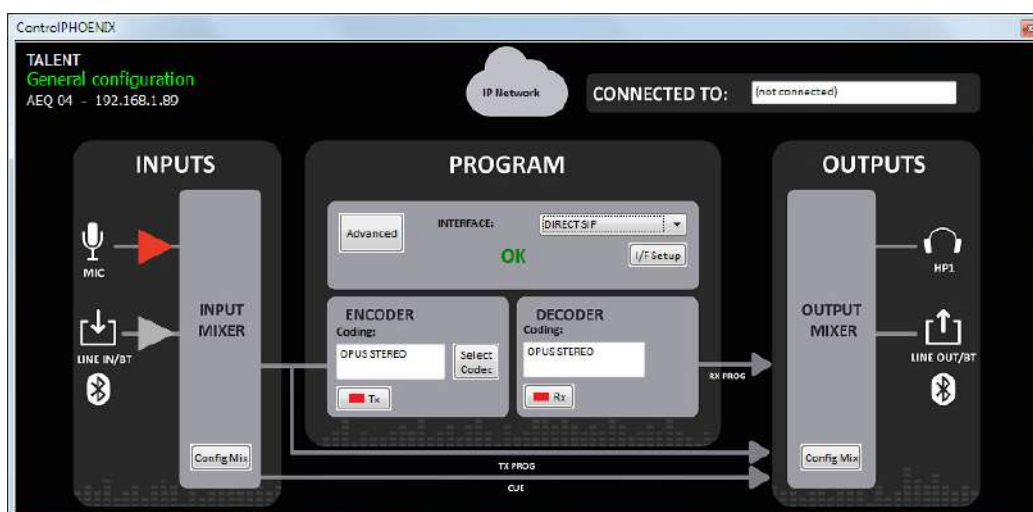 ControlPHOENIX
TALENT
General configuration
AEQ 04 - 192.168.1.89
IP Network
CONNECTED TO:
(not connected)
INPUTS
PROGRAM
OUTPUTS
Advanced
INTERFACE:
DIRECT SIP
OK
I/F Setup
MIC
HP1
INPUT
MIXER
ENCODER
Coding:
OPUS STEREO
Select
Codec
Tx
DECODER
Coding:
OPUS STEREO
Rx
OUTPUT
MIXER
LINE IN/BT
LINE OUT/BT
RX PROG
Config Mix
Config Mix
TX PROG
CUE